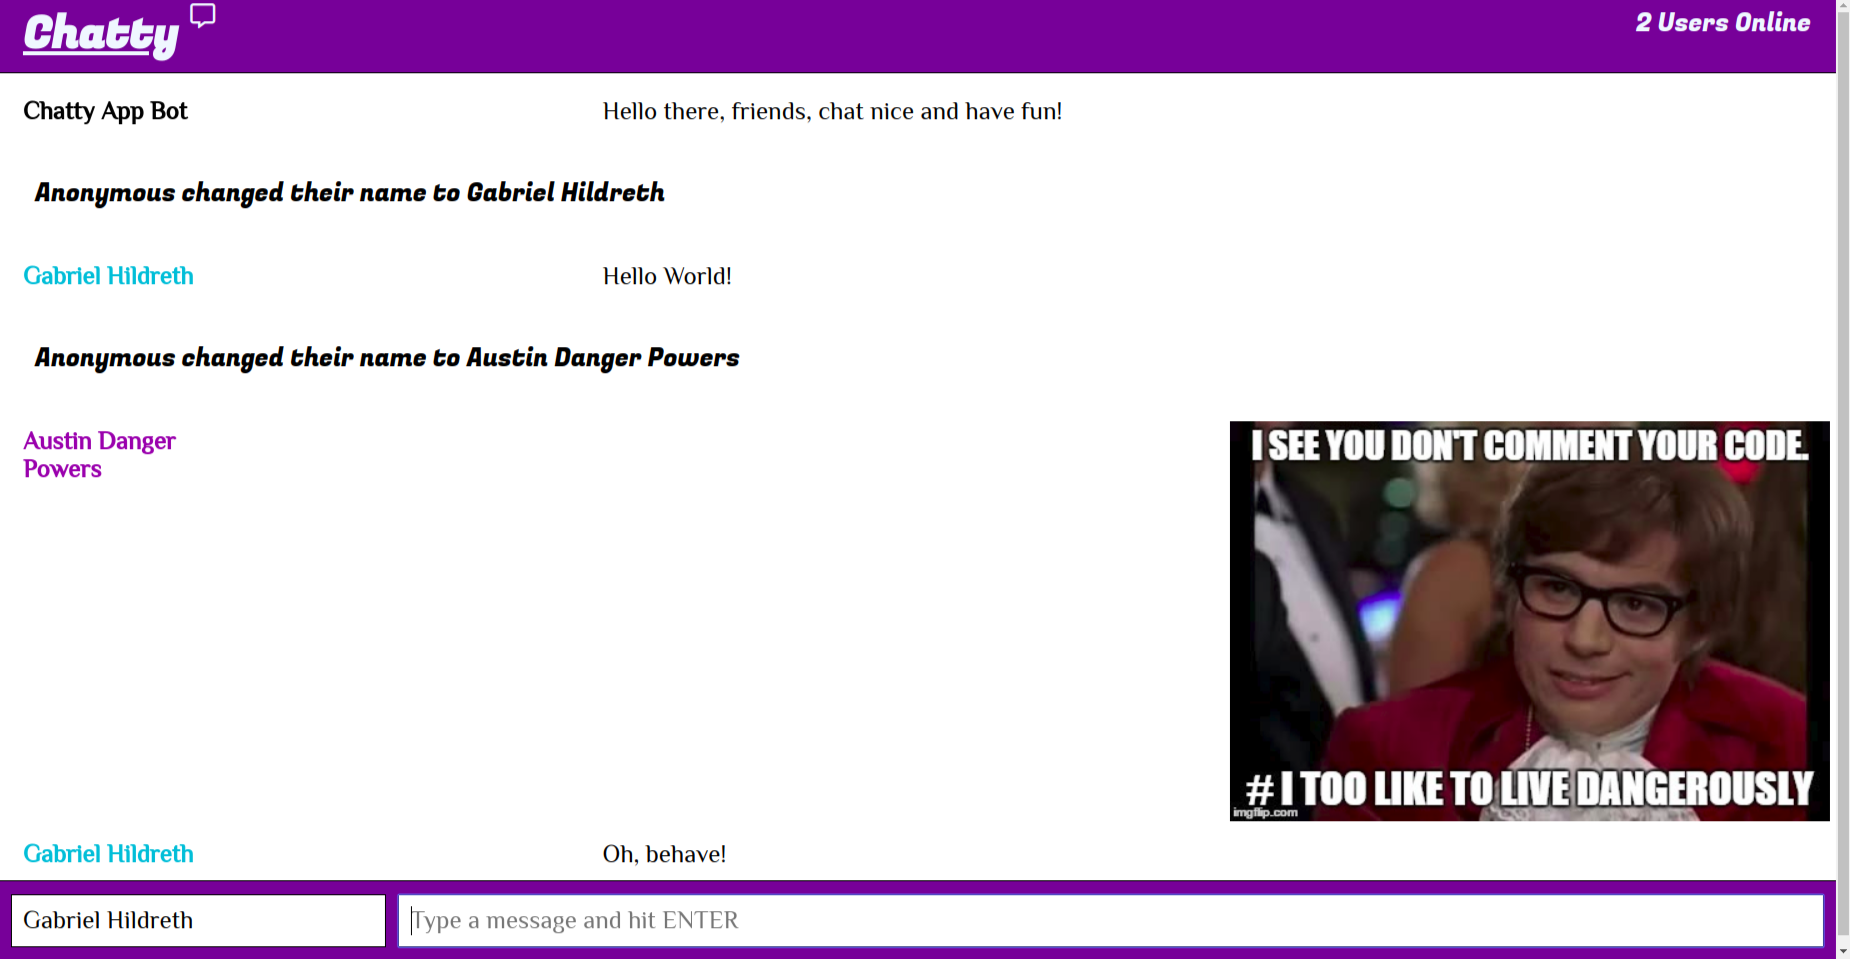 Chatty
2 Users Online
Chatty App Bot
Hello there, friends, chat nice and have fun!
Anonymous changed their name to Gabriel Hildreth
Gabriel Hildreth
Hello World!
Anonymous changed their name to Austin Danger Powers
Austin Danger
Powers
I SEE YOU DON'T COMMENT YOUR CODE.
# I TOO LIKE TO LIVE DANGEROUSLY
imgflip.com
Gabriel Hildreth
Oh, behave!
Gabriel Hildreth
Type a message and hit ENTER